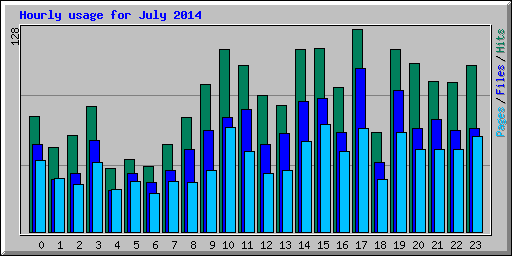 Hourly usage for July 2014
128
Pages / Files / Hits
0 1 2 3 4 5 6 7 8 9 10 11 12 13 14 15 16 17 18 19 20 21 22 23